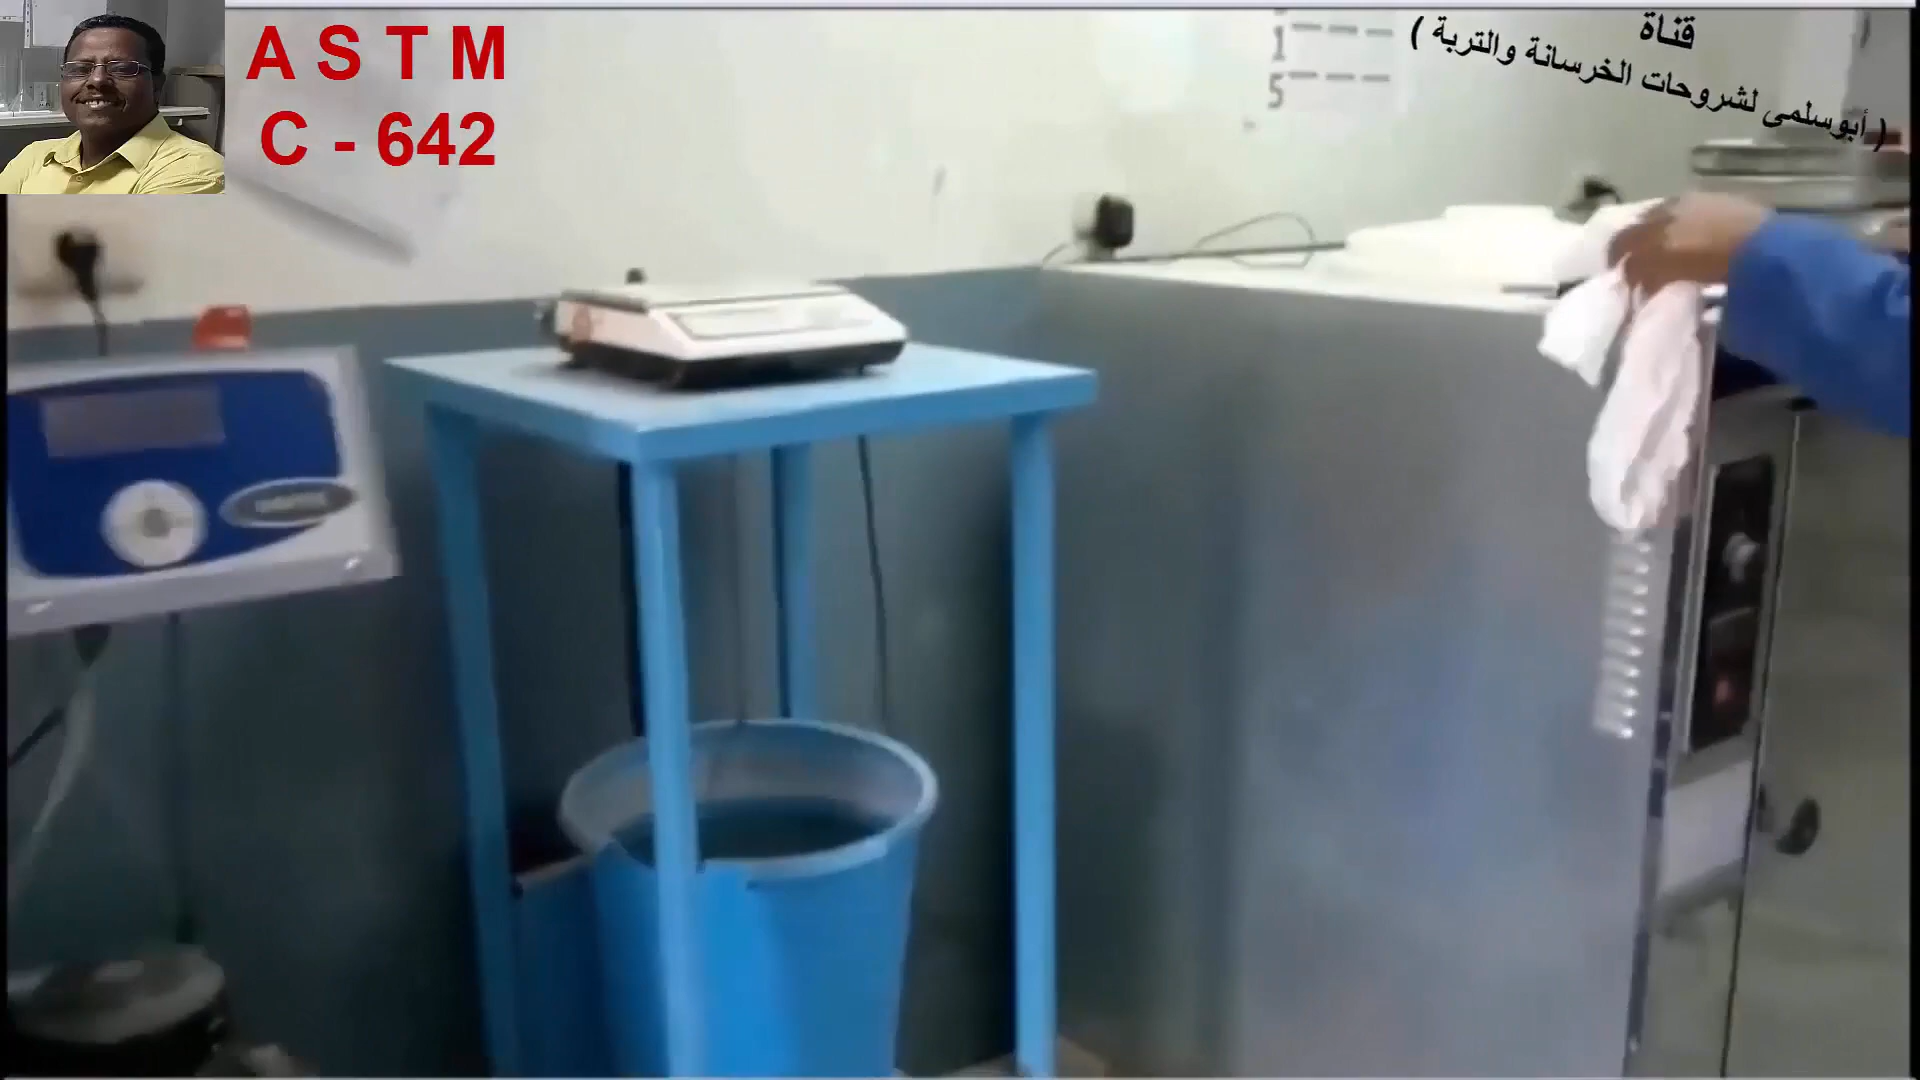 A S T M
C - 642
قناة
( أبوسلمى لشروحات الخرسانة والتربة )
1
5